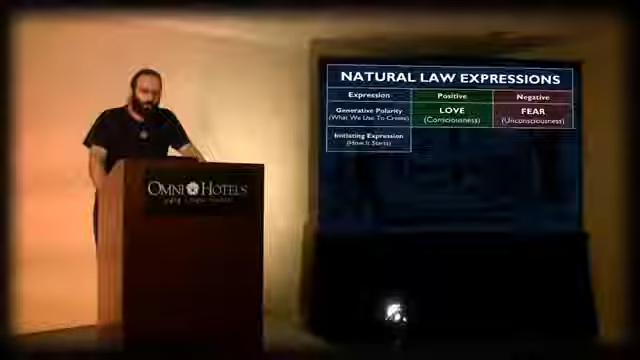 NATURAL LAW EXPRESSIONS
Expression Positive Negative
Generative Polarity LOVE FEAR
(What We Use To Create) (Consciousness) (Unconsciousness)
Initiating Expression
(How It Starts)
OMNI HOTELS